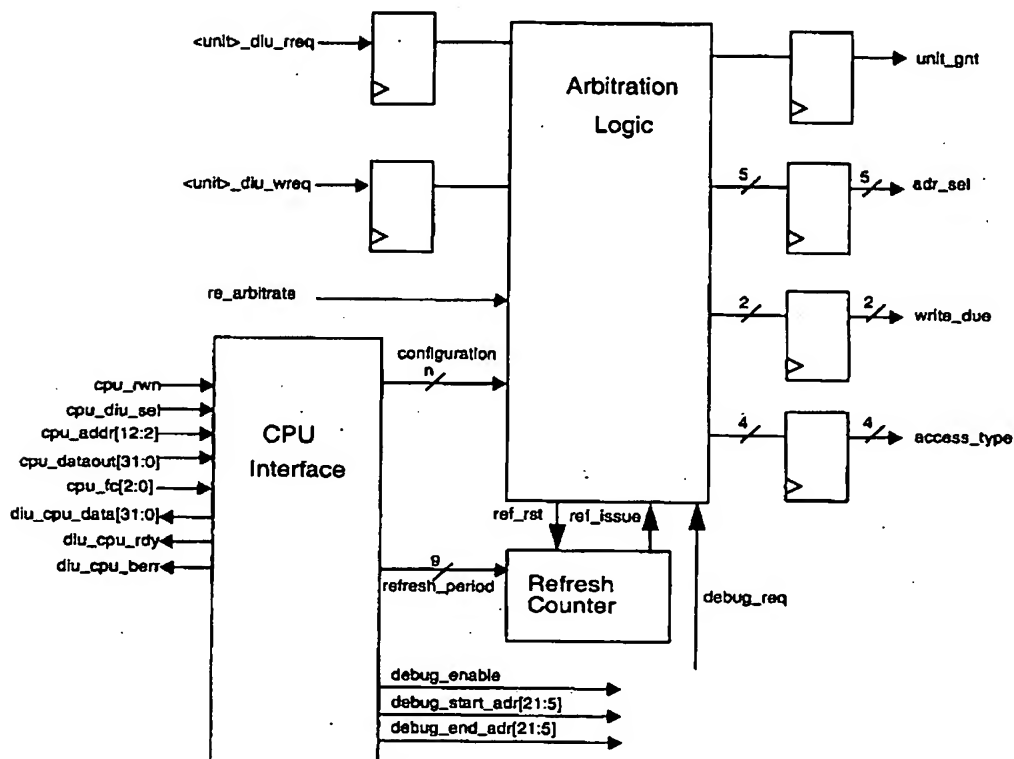 <unit>_diu_rreq
Arbitration
Logic
unit_gnt
<unit>_diu_wreq
5
5
adr_sel
re_arbitrate
2
2
write_due
configuration
n
cpu_rwn
cpu_diu_sel
cpu_addr[12:2]
cpu_dataout[31:0]
cpu_fc[2:0]
diu_cpu_data[31:0]
diu_cpu_rdy
diu_cpu_berr
CPU
Interface
4
4
access_type
ref_rst
ref_issue
9
refresh_period
Refresh
Counter
debug_req
debug_enable
debug_start_adr[21:5]
debug_end_adr[21:5]